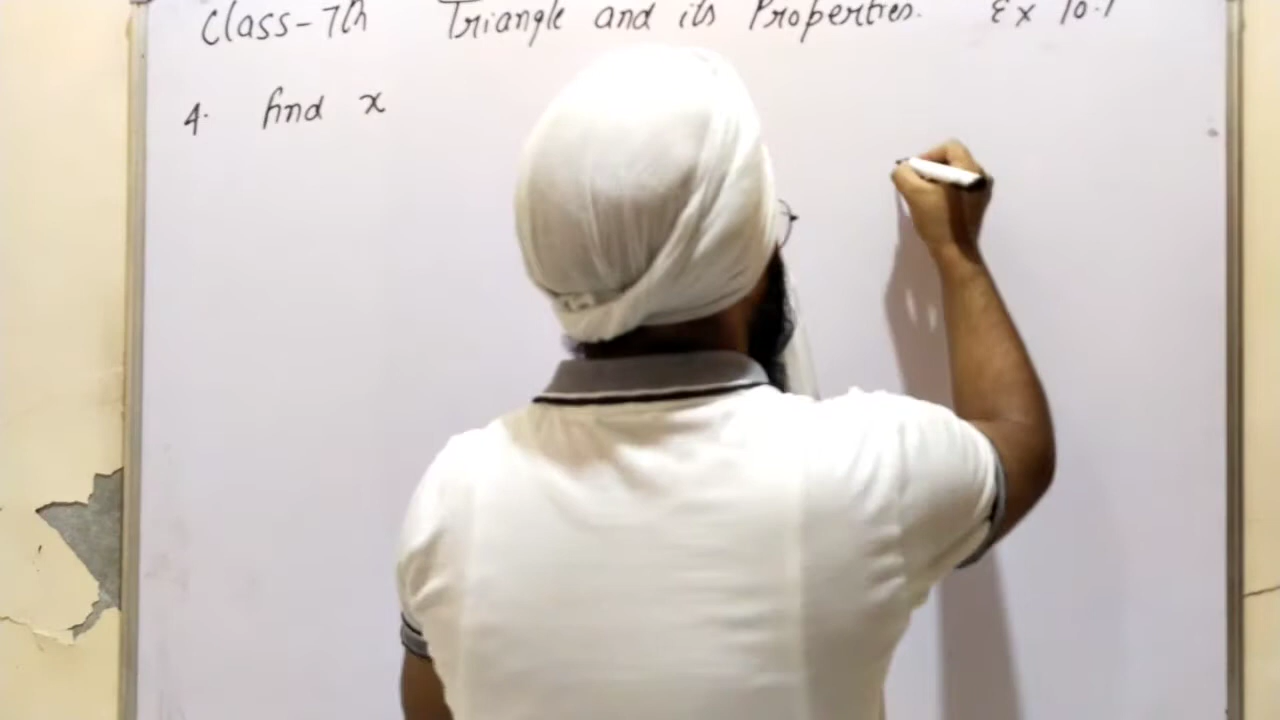 Class-7th Triangle and its Properties. Ex 10.1
4. find x